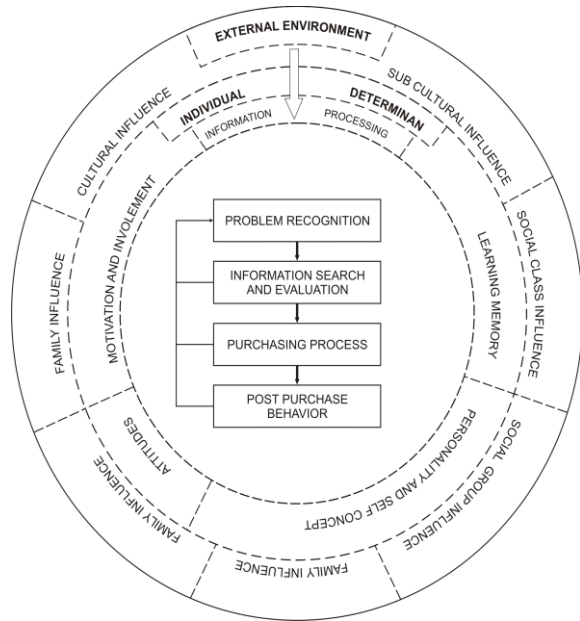 EXTERNAL ENVIRONMENT
CULTURAL INFLUENCE
SUB CULTURAL INFLUENCE
INDIVIDUAL
DETERMINAN
INFORMATION
PROCESSING
FAMILY INFLUENCE
MOTIVATION AND INVOLEMENT
PROBLEM RECOGNITION
INFORMATION SEARCH
AND EVALUATION
PURCHASING PROCESS
POST PURCHASE
BEHAVIOR
LEARNING MEMORY
SOCIAL CLASS INFLUENCE
ATTITUDES
PERSONALITY AND SELF CONCEPT
FAMILY INFLUENCE
FAMILY INFLUENCE
SOCIAL GROUP INFLUENCE